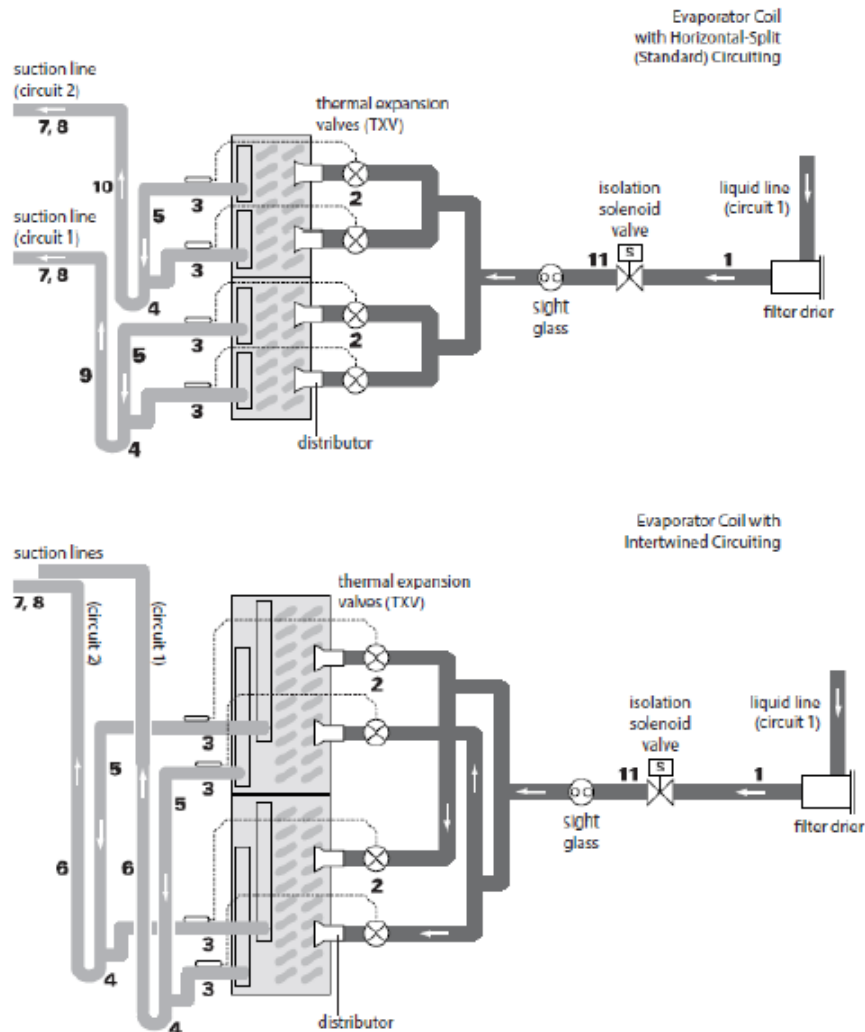 Evaporator Coil
with Horizontal-Split
(Standard) Circuiting
suction line
(circuit 2)
7, 8
thermal expansion
valves (TXV)
10
5
3
2
isolation
solenoid
valve
liquid line
(circuit 1)
suction line
(circuit 1)
7, 8
3
S
11
1
4
sight
glass
filter drier
9
5
3
2
3
4
distributor
Evaporator Coil with
Intertwined Circuiting
suction lines
7, 8
(circuit 2)
(circuit 1)
thermal expansion
valves (TXV)
2
3
5
5
3
isolation
solenoid
valve
liquid line
(circuit 1)
S
11
1
sight
glass
filter drier
6
6
2
3
4
3
4
distributor